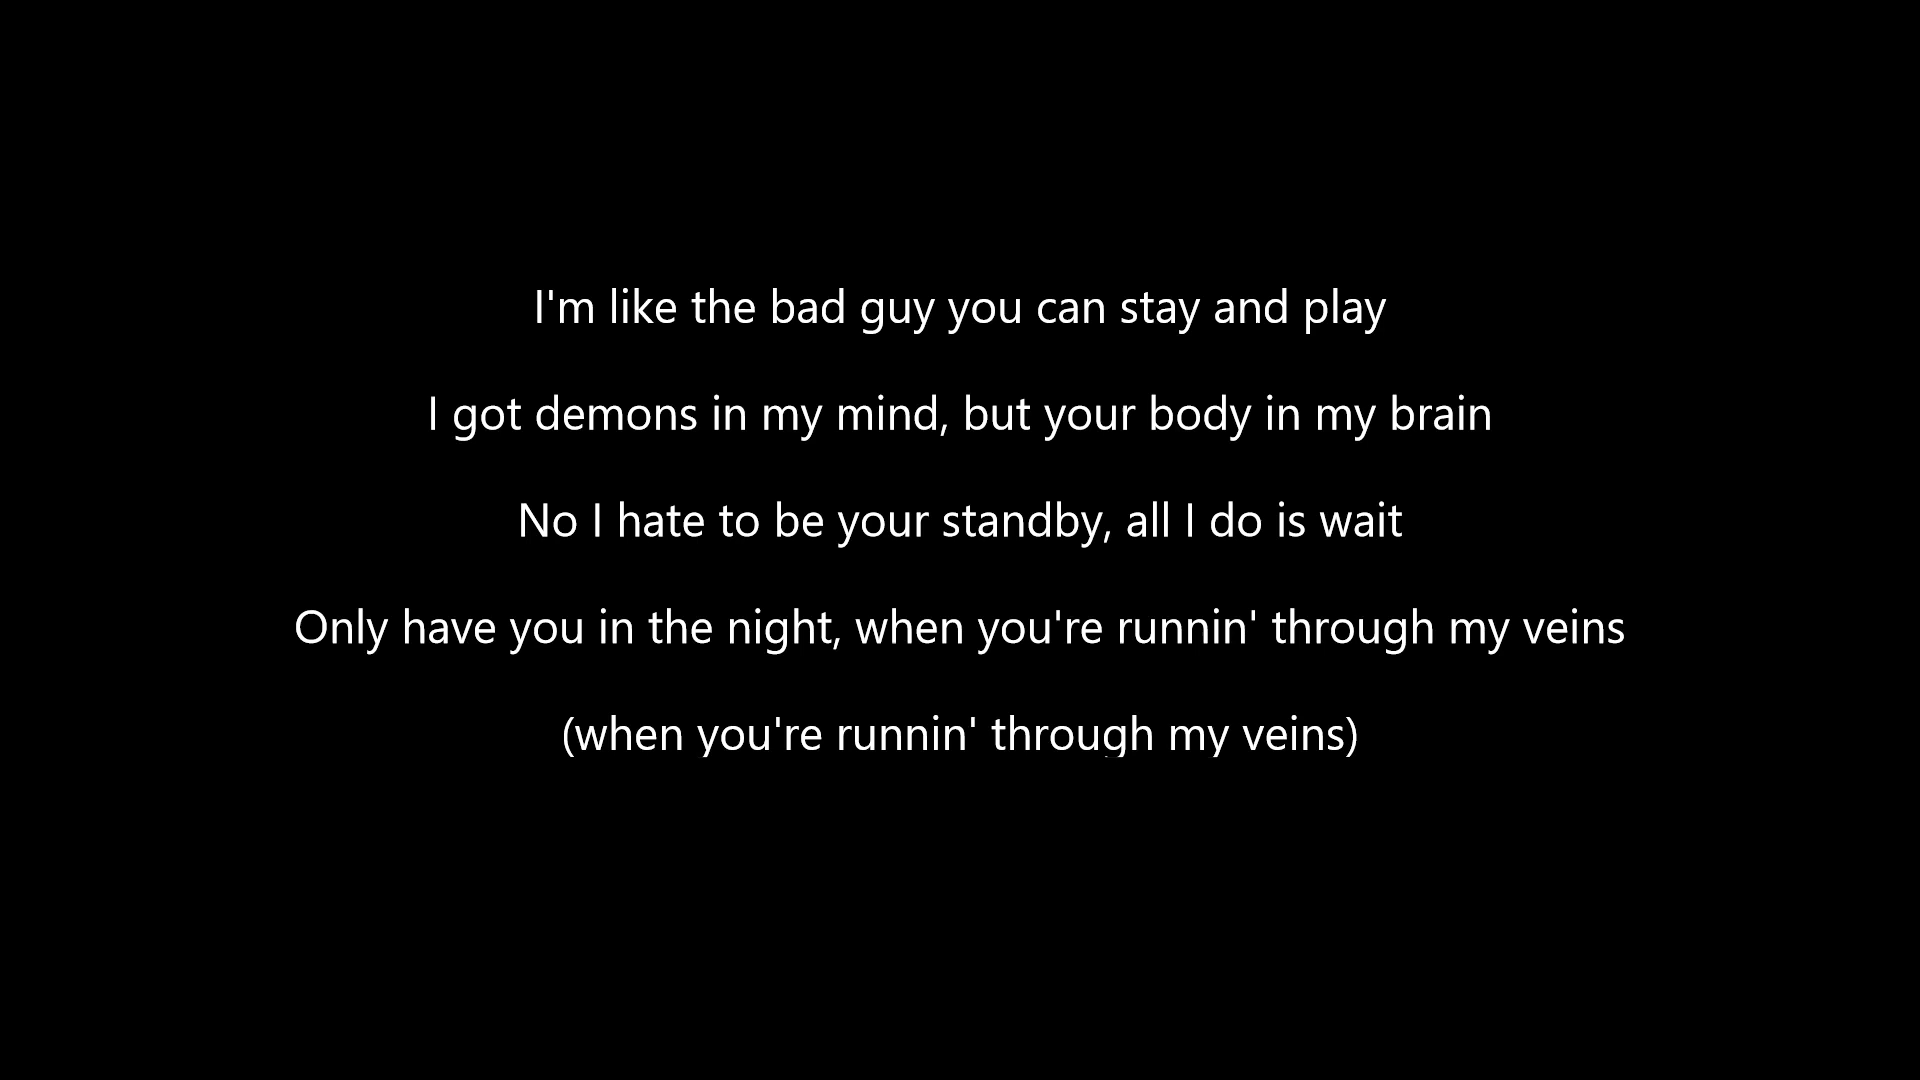 I'm like the bad guy you can stay and play
I got demons in my mind, but your body in my brain
No I hate to be your standby, all I do is wait
Only have you in the night, when you're runnin' through my veins
(when you're runnin' through my veins)